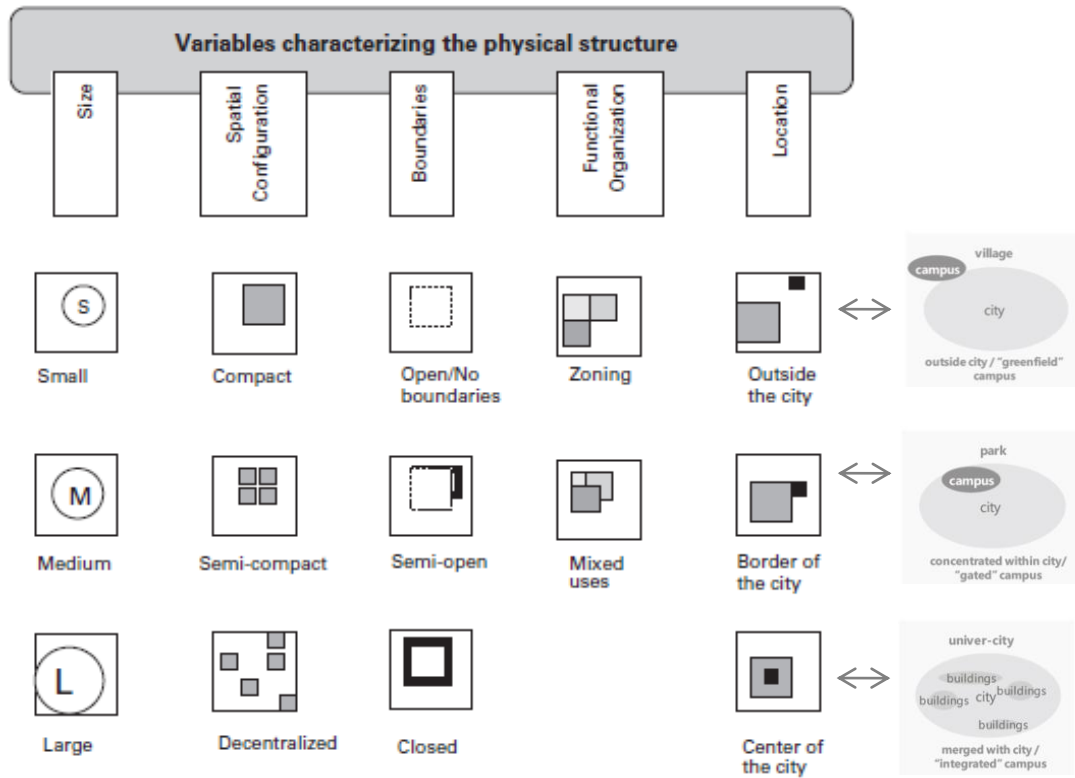 Variables characterizing the physical structure
Size
Spatial
Configuration
Boundaries
Functional
Organization
Location
S
Small
Compact
Open/No
boundaries
Zoning
Outside
the city
village
campus
city
outside city / "greenfield"
campus
M
Medium
Semi-compact
Semi-open
Mixed
uses
Border of
the city
park
campus
city
concentrated within city/
"gated" campus
L
Large
Decentralized
Closed
Center of
the city
univer-city
buildings
buildings
city
buildings
buildings
merged with city /
"integrated" campus